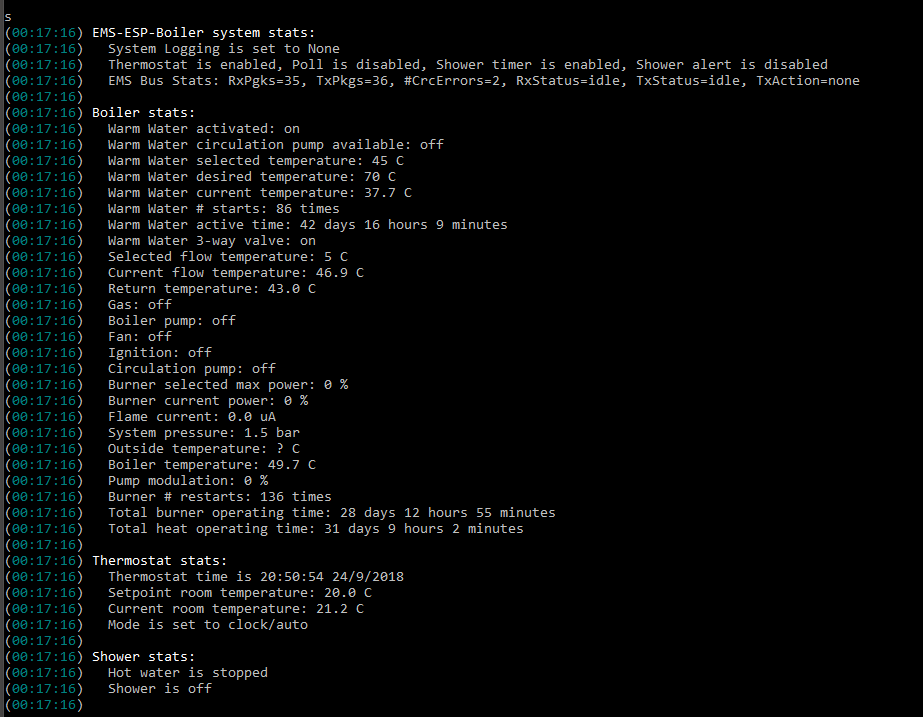 s
(00:17:16) EMS-ESP-Boiler system stats:
(00:17:16)   System Logging is set to None
(00:17:16)   Thermostat is enabled, Poll is disabled, Shower timer is enabled, Shower alert is disabled
(00:17:16)   EMS Bus Stats: RxPgks=35, TxPkgs=36, #CrcErrors=2, RxStatus=idle, TxStatus=idle, TxAction=none
(00:17:16)
(00:17:16) Boiler stats:
(00:17:16)   Warm Water activated: on
(00:17:16)   Warm Water circulation pump available: off
(00:17:16)   Warm Water selected temperature: 45 C
(00:17:16)   Warm Water desired temperature: 70 C
(00:17:16)   Warm Water current temperature: 37.7 C
(00:17:16)   Warm Water # starts: 86 times
(00:17:16)   Warm Water active time: 42 days 16 hours 9 minutes
(00:17:16)   Warm Water 3-way valve: on
(00:17:16)   Selected flow temperature: 5 C
(00:17:16)   Current flow temperature: 46.9 C
(00:17:16)   Return temperature: 43.0 C
(00:17:16)   Gas: off
(00:17:16)   Boiler pump: off
(00:17:16)   Fan: off
(00:17:16)   Ignition: off
(00:17:16)   Circulation pump: off
(00:17:16)   Burner selected max power: 0 %
(00:17:16)   Burner current power: 0 %
(00:17:16)   Flame current: 0.0 uA
(00:17:16)   System pressure: 1.5 bar
(00:17:16)   Outside temperature: ? C
(00:17:16)   Boiler temperature: 49.7 C
(00:17:16)   Pump modulation: 0 %
(00:17:16)   Burner # restarts: 136 times
(00:17:16)   Total burner operating time: 28 days 12 hours 55 minutes
(00:17:16)   Total heat operating time: 31 days 9 hours 2 minutes
(00:17:16)
(00:17:16) Thermostat stats:
(00:17:16)   Thermostat time is 20:50:54 24/9/2018
(00:17:16)   Setpoint room temperature: 20.0 C
(00:17:16)   Current room temperature: 21.2 C
(00:17:16)   Mode is set to clock/auto
(00:17:16)
(00:17:16) Shower stats:
(00:17:16)   Hot water is stopped
(00:17:16)   Shower is off
(00:17:16)